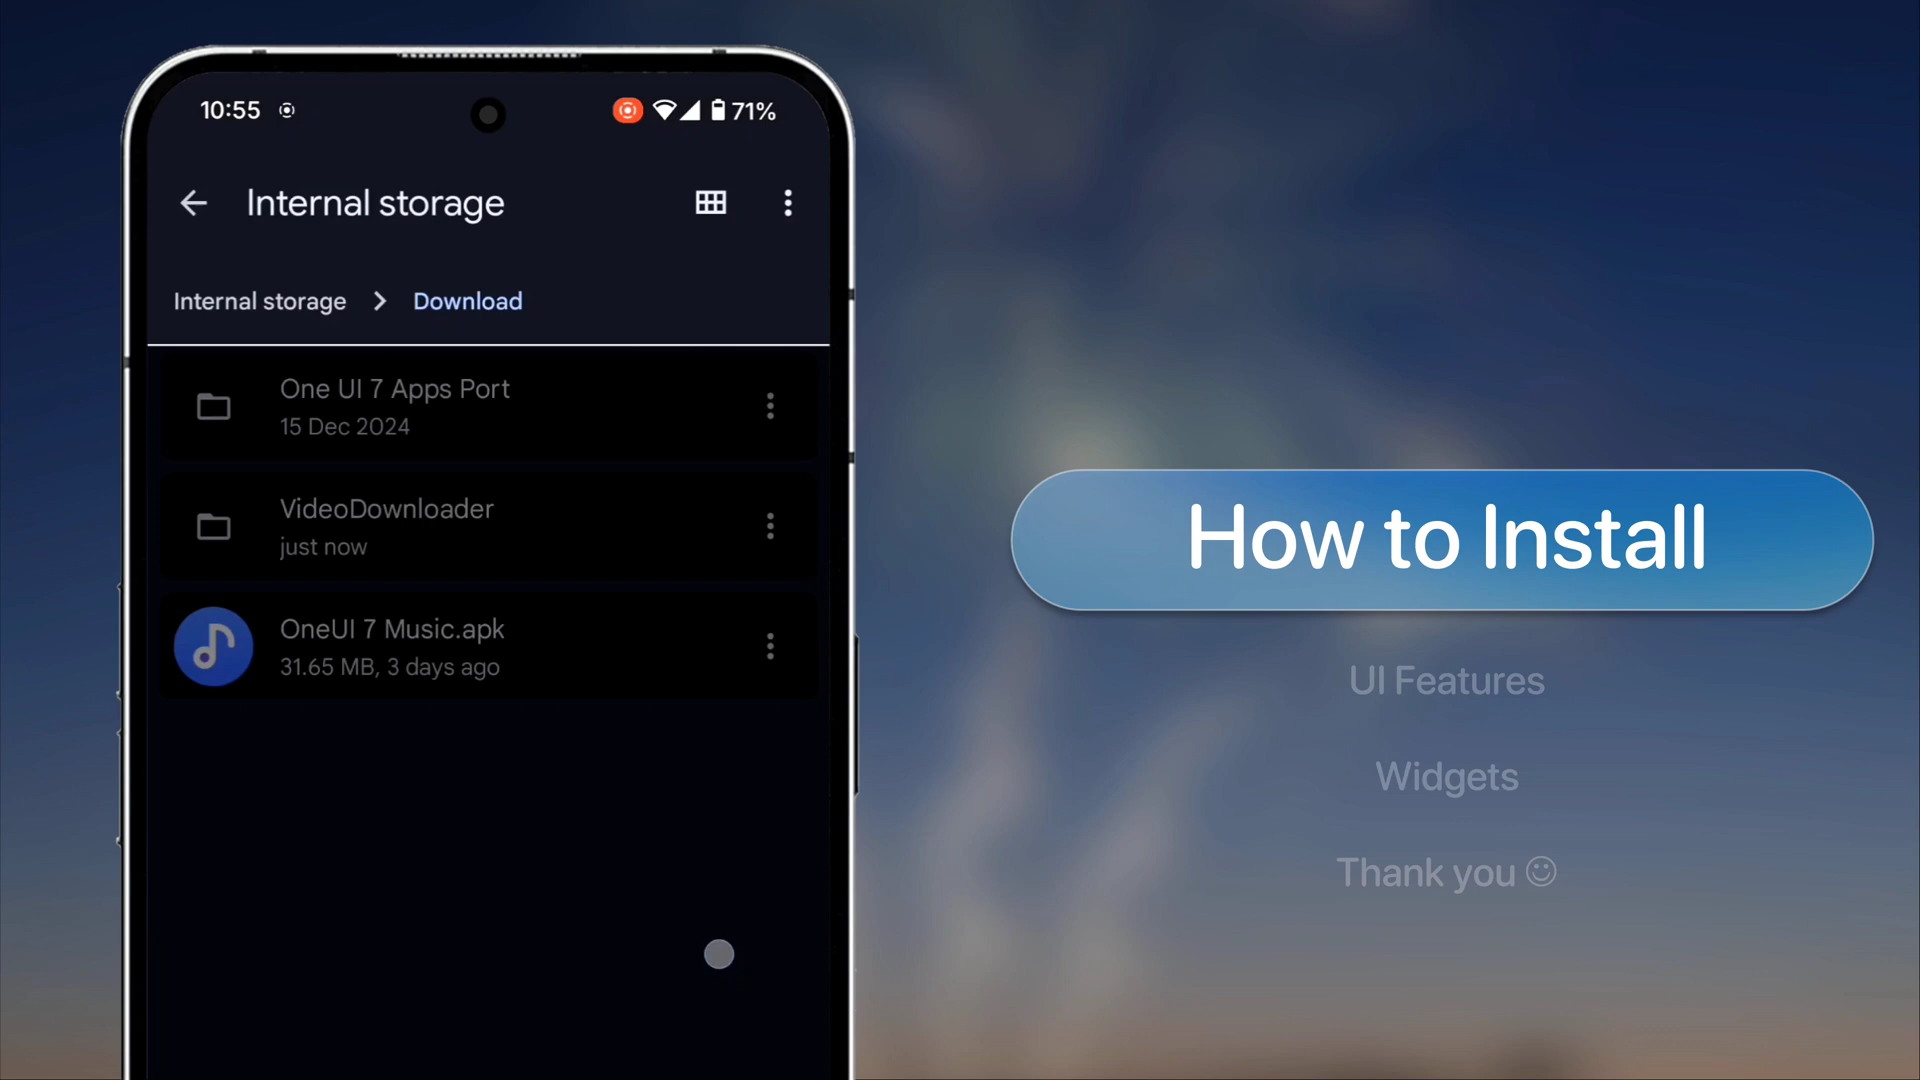 10:55
71%
Internal storage
Internal storage > Download
One UI 7 Apps Port
15 Dec 2024
VideoDownloader
just now
OneUI 7 Music.apk
31.65 MB, 3 days ago
How to Install
UI Features
Widgets
Thank you ☺